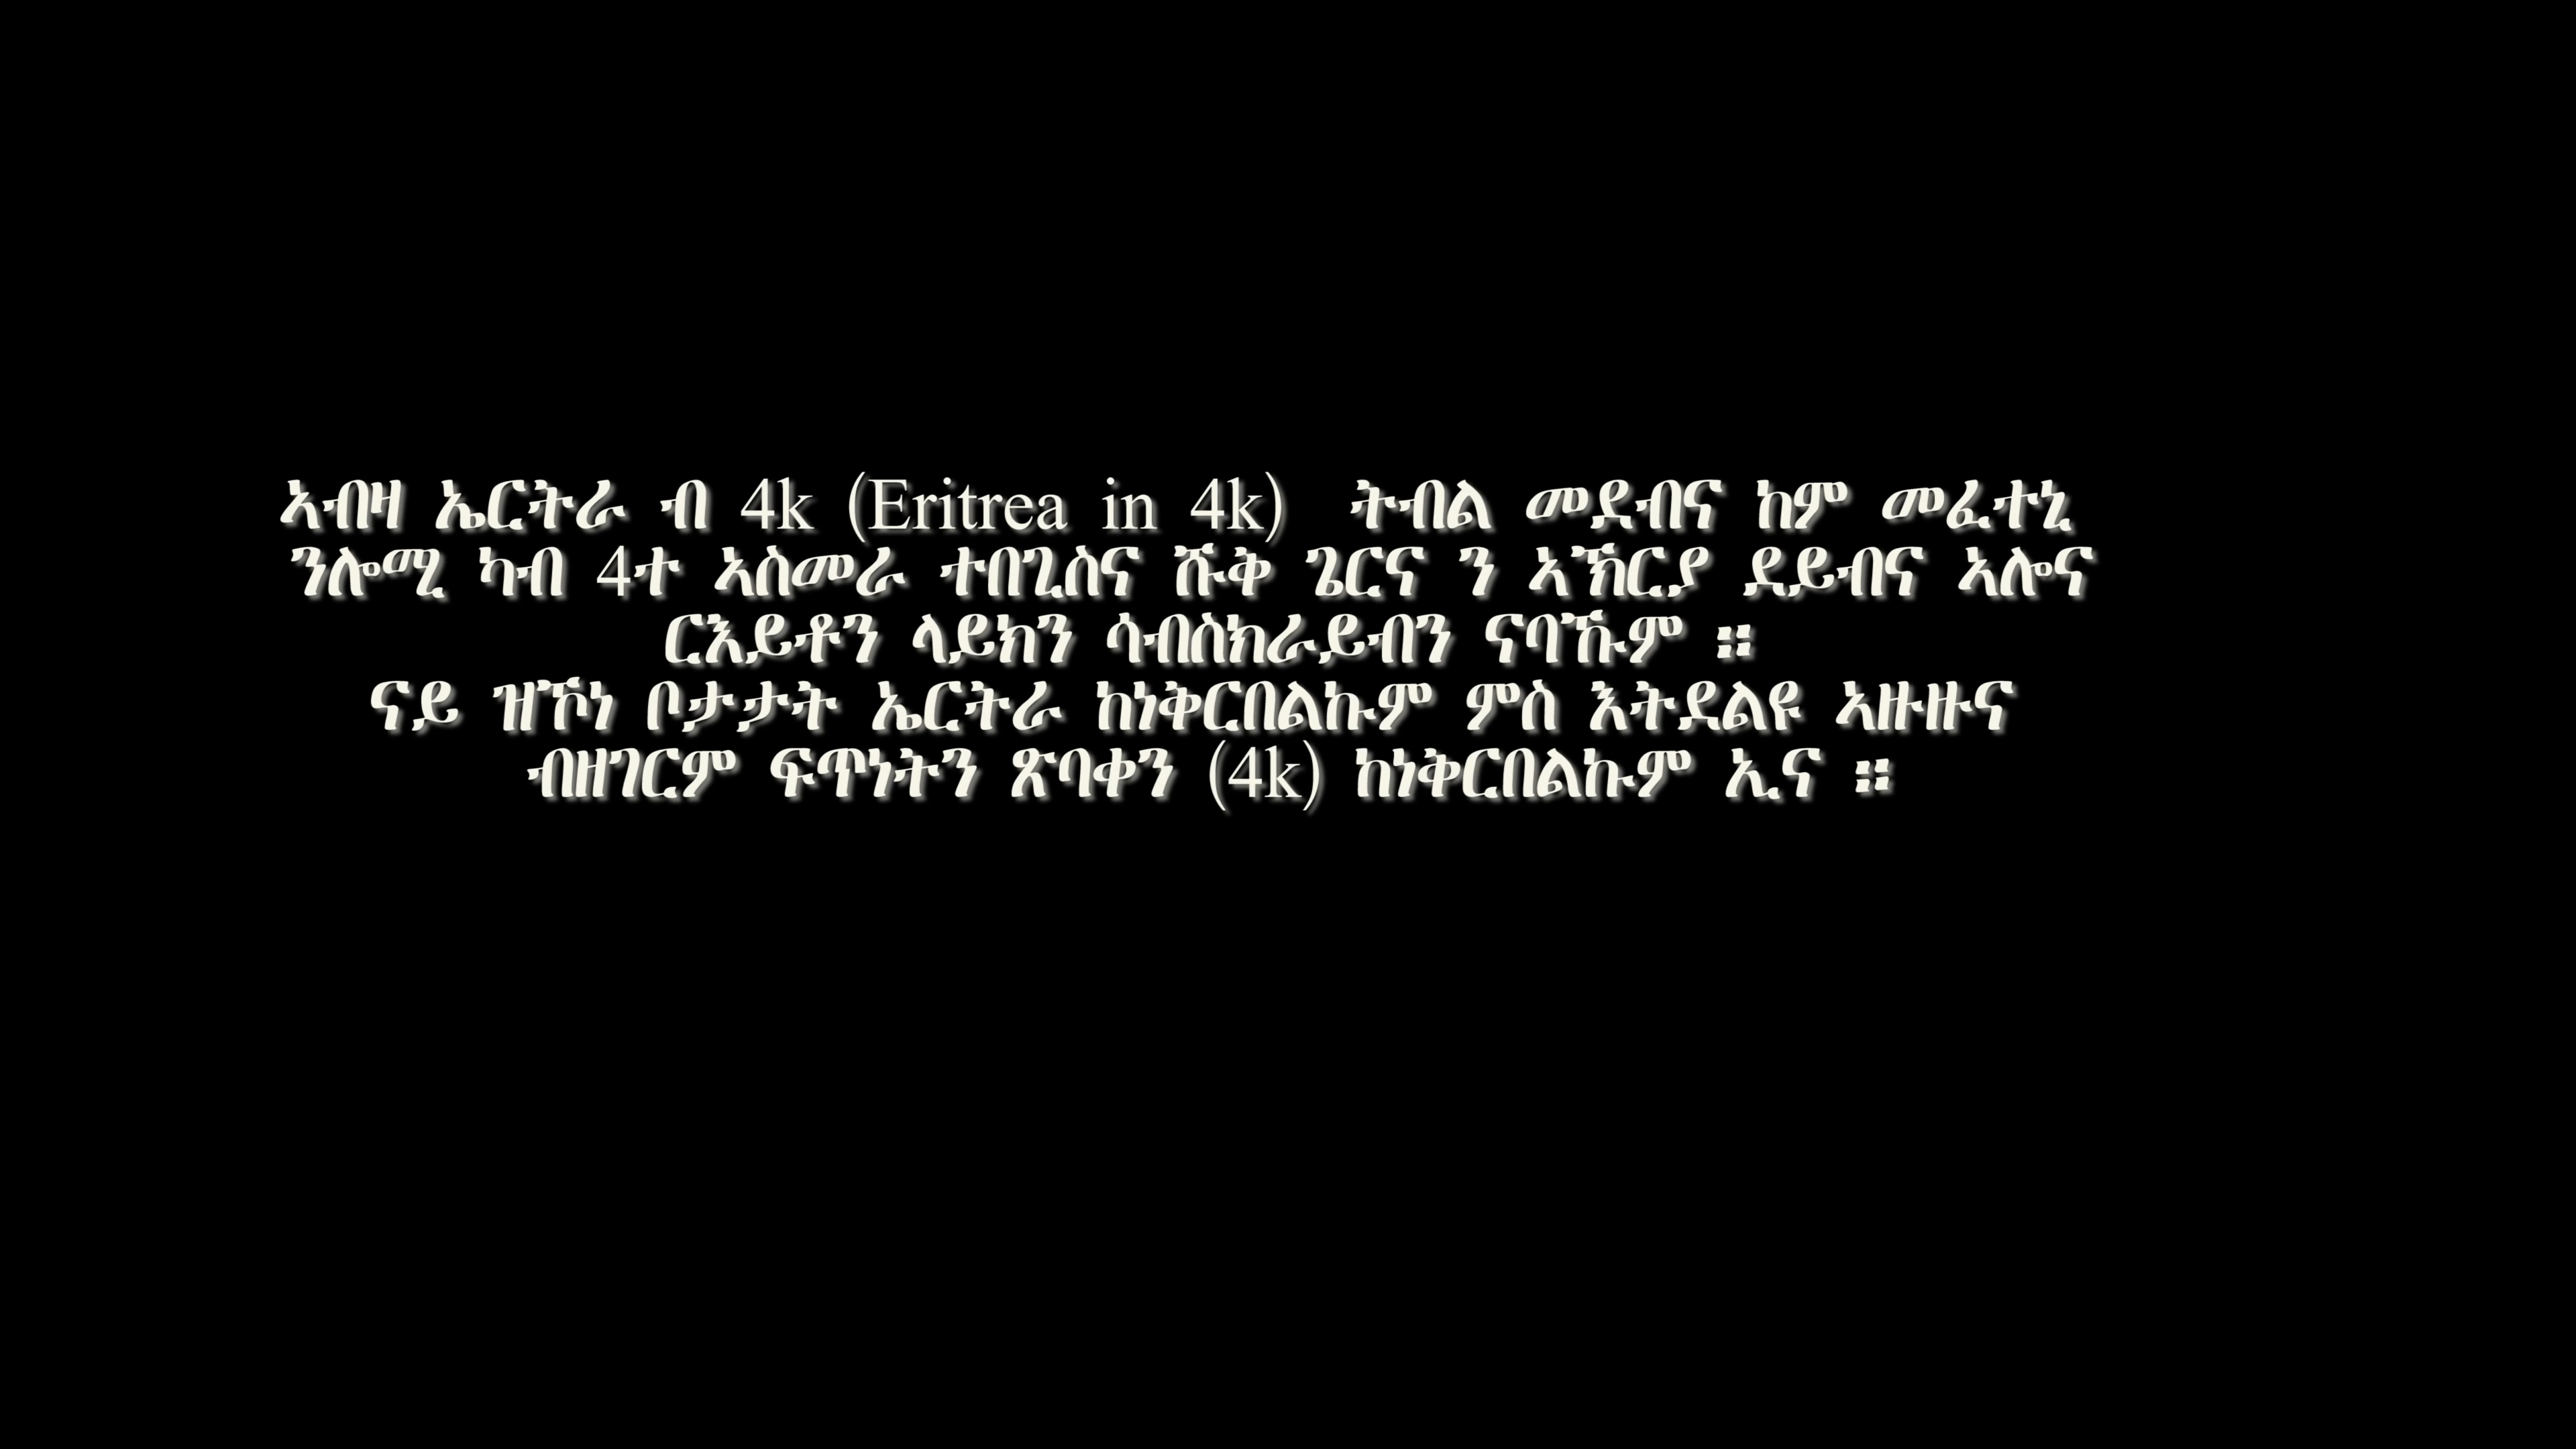 ኣብዛ ኤርትራ ብ 4k (Eritrea in 4k) ትብል መደብና ከም መፈተኒ
ንሎሚ ካብ 4ተ ኣስመራ ተበጊስና ሹቅ ጌርና ን ኣኽርያ ደይብና ኣሎና
ርእይቶን ላይክን ሳብስክራይብን ናባኹም ።
ናይ ዝኾነ ቦታታት ኤርትራ ከነቅርበልኩም ምስ እትደልዩ ኣዙዙና
ብዘገርም ፍጥነትን ጽባቀን (4k) ከነቅርበልኩም ኢና ።